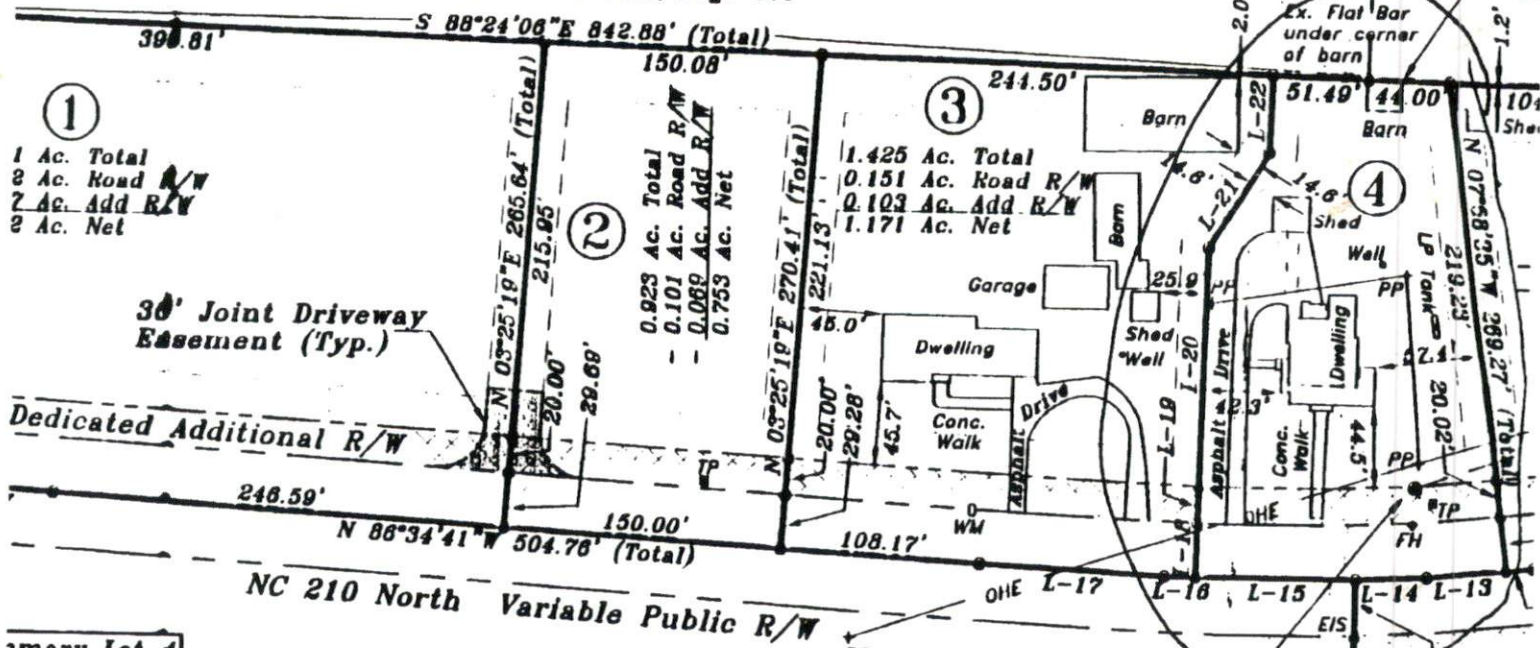 S 88°24'06"E 842.88' (Total)
150.08'
244.50'
Ex. Flat Bar
under corner
of barn
1.2'
51.49'
44.00'
L-22
Barn
Barn
1
Ac. Total
Ac. Road R/W
Ac. Add R/W
Ac. Net
N 03°25'19"E 265.64' (Total)
215.95'
20.00'
29.69'
2
0.923 Ac. Total
0.101 Ac. Road R/W
0.069 Ac. Add R/W
0.753 Ac. Net
N 03°25'19"E 270.41' (Total)
221.13'
20.00'
29.28'
3
1.425 Ac. Total
0.151 Ac. Road R/W
0.103 Ac. Add R/W
1.171 Ac. Net
14.6'
L-21
14.6'
4
Shed
Well
Barn
Garage
25.9
PP
PP
LP Tank
219.23'
20.02'
Joint Driveway
Easement (Typ.)
45.0'
Dwelling
Shed
Well
Dwelling
45.7'
Conc.
Walk
Asphalt
Drive
L-19
Asphalt Drive
Conc.
Walk
44.5'
PP
TP
TP
Dedicated Additional R/W
246.59'
N 86°34'41"W 504.76' (Total)
150.00'
108.17'
WM
OHE
FH
OHE
L-17
L-16
L-15
L-14
L-13
NC 210 North Variable Public R/W
EIS